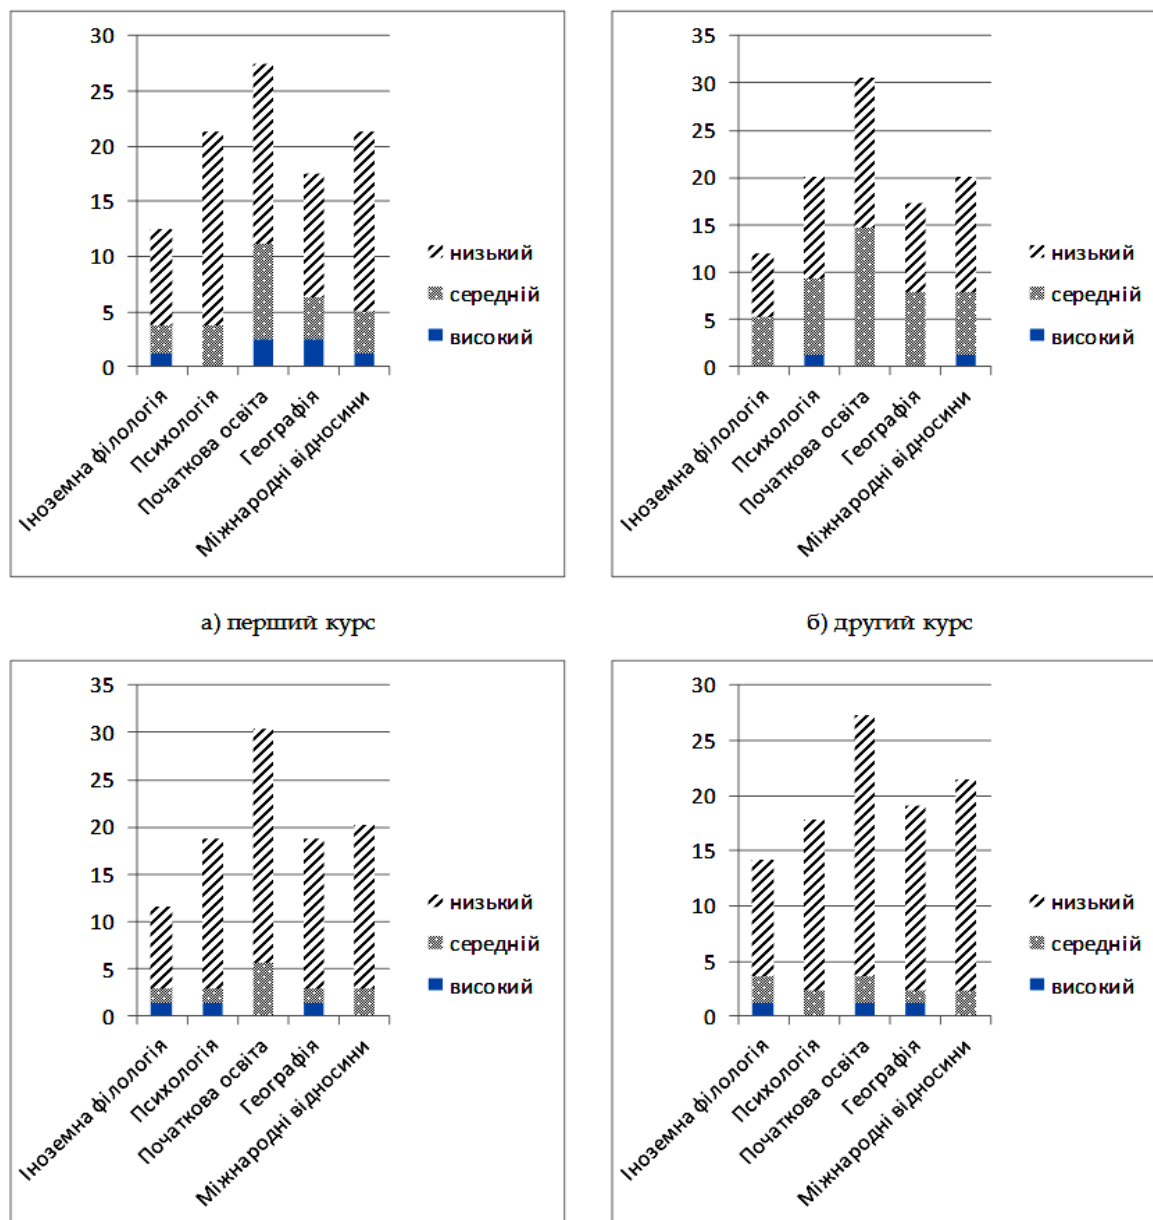 30
25
20
15
10
5
0
Іноземна філологія
Психологія
Початкова освіта
Географія
Міжнародні відносини
низький
середній
високий
35
30
25
20
15
10
5
0
Іноземна філологія
Психологія
Початкова освіта
Географія
Міжнародні відносини
низький
середній
високий
а) перший курс
б) другий курс
35
30
25
20
15
10
5
0
Іноземна філологія
Психологія
Початкова освіта
Географія
Міжнародні відносини
низький
середній
високий
30
25
20
15
10
5
0
Іноземна філологія
Психологія
Початкова освіта
Географія
Міжнародні відносини
низький
середній
високий